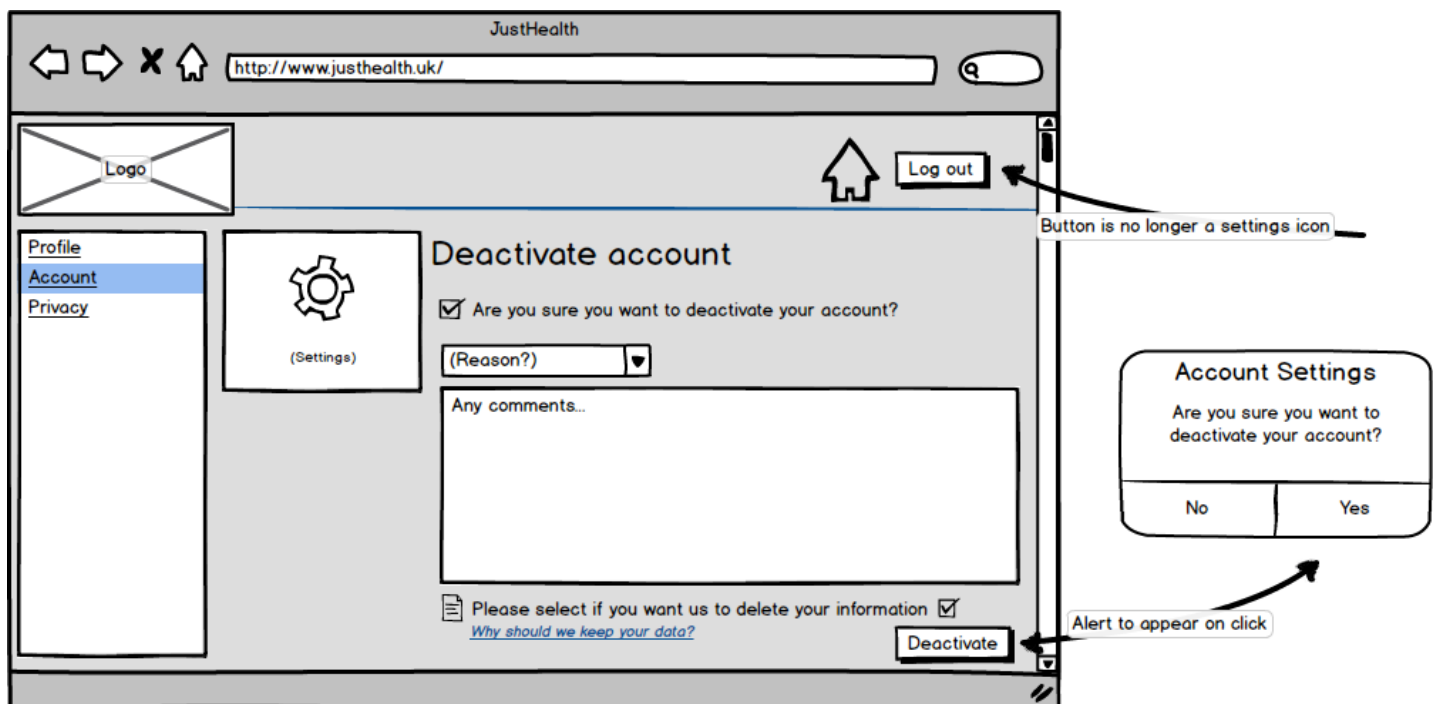 JustHealth
http://www.justhealth.uk/
Logo
Log out
Button is no longer a settings icon
Profile
Account
Privacy
(Settings)
Deactivate account
Are you sure you want to deactivate your account?
(Reason?)
Any comments...
Please select if you want us to delete your information
Why should we keep your data?
Deactivate
Account Settings
Are you sure you want to
deactivate your account?
No
Yes
Alert to appear on click